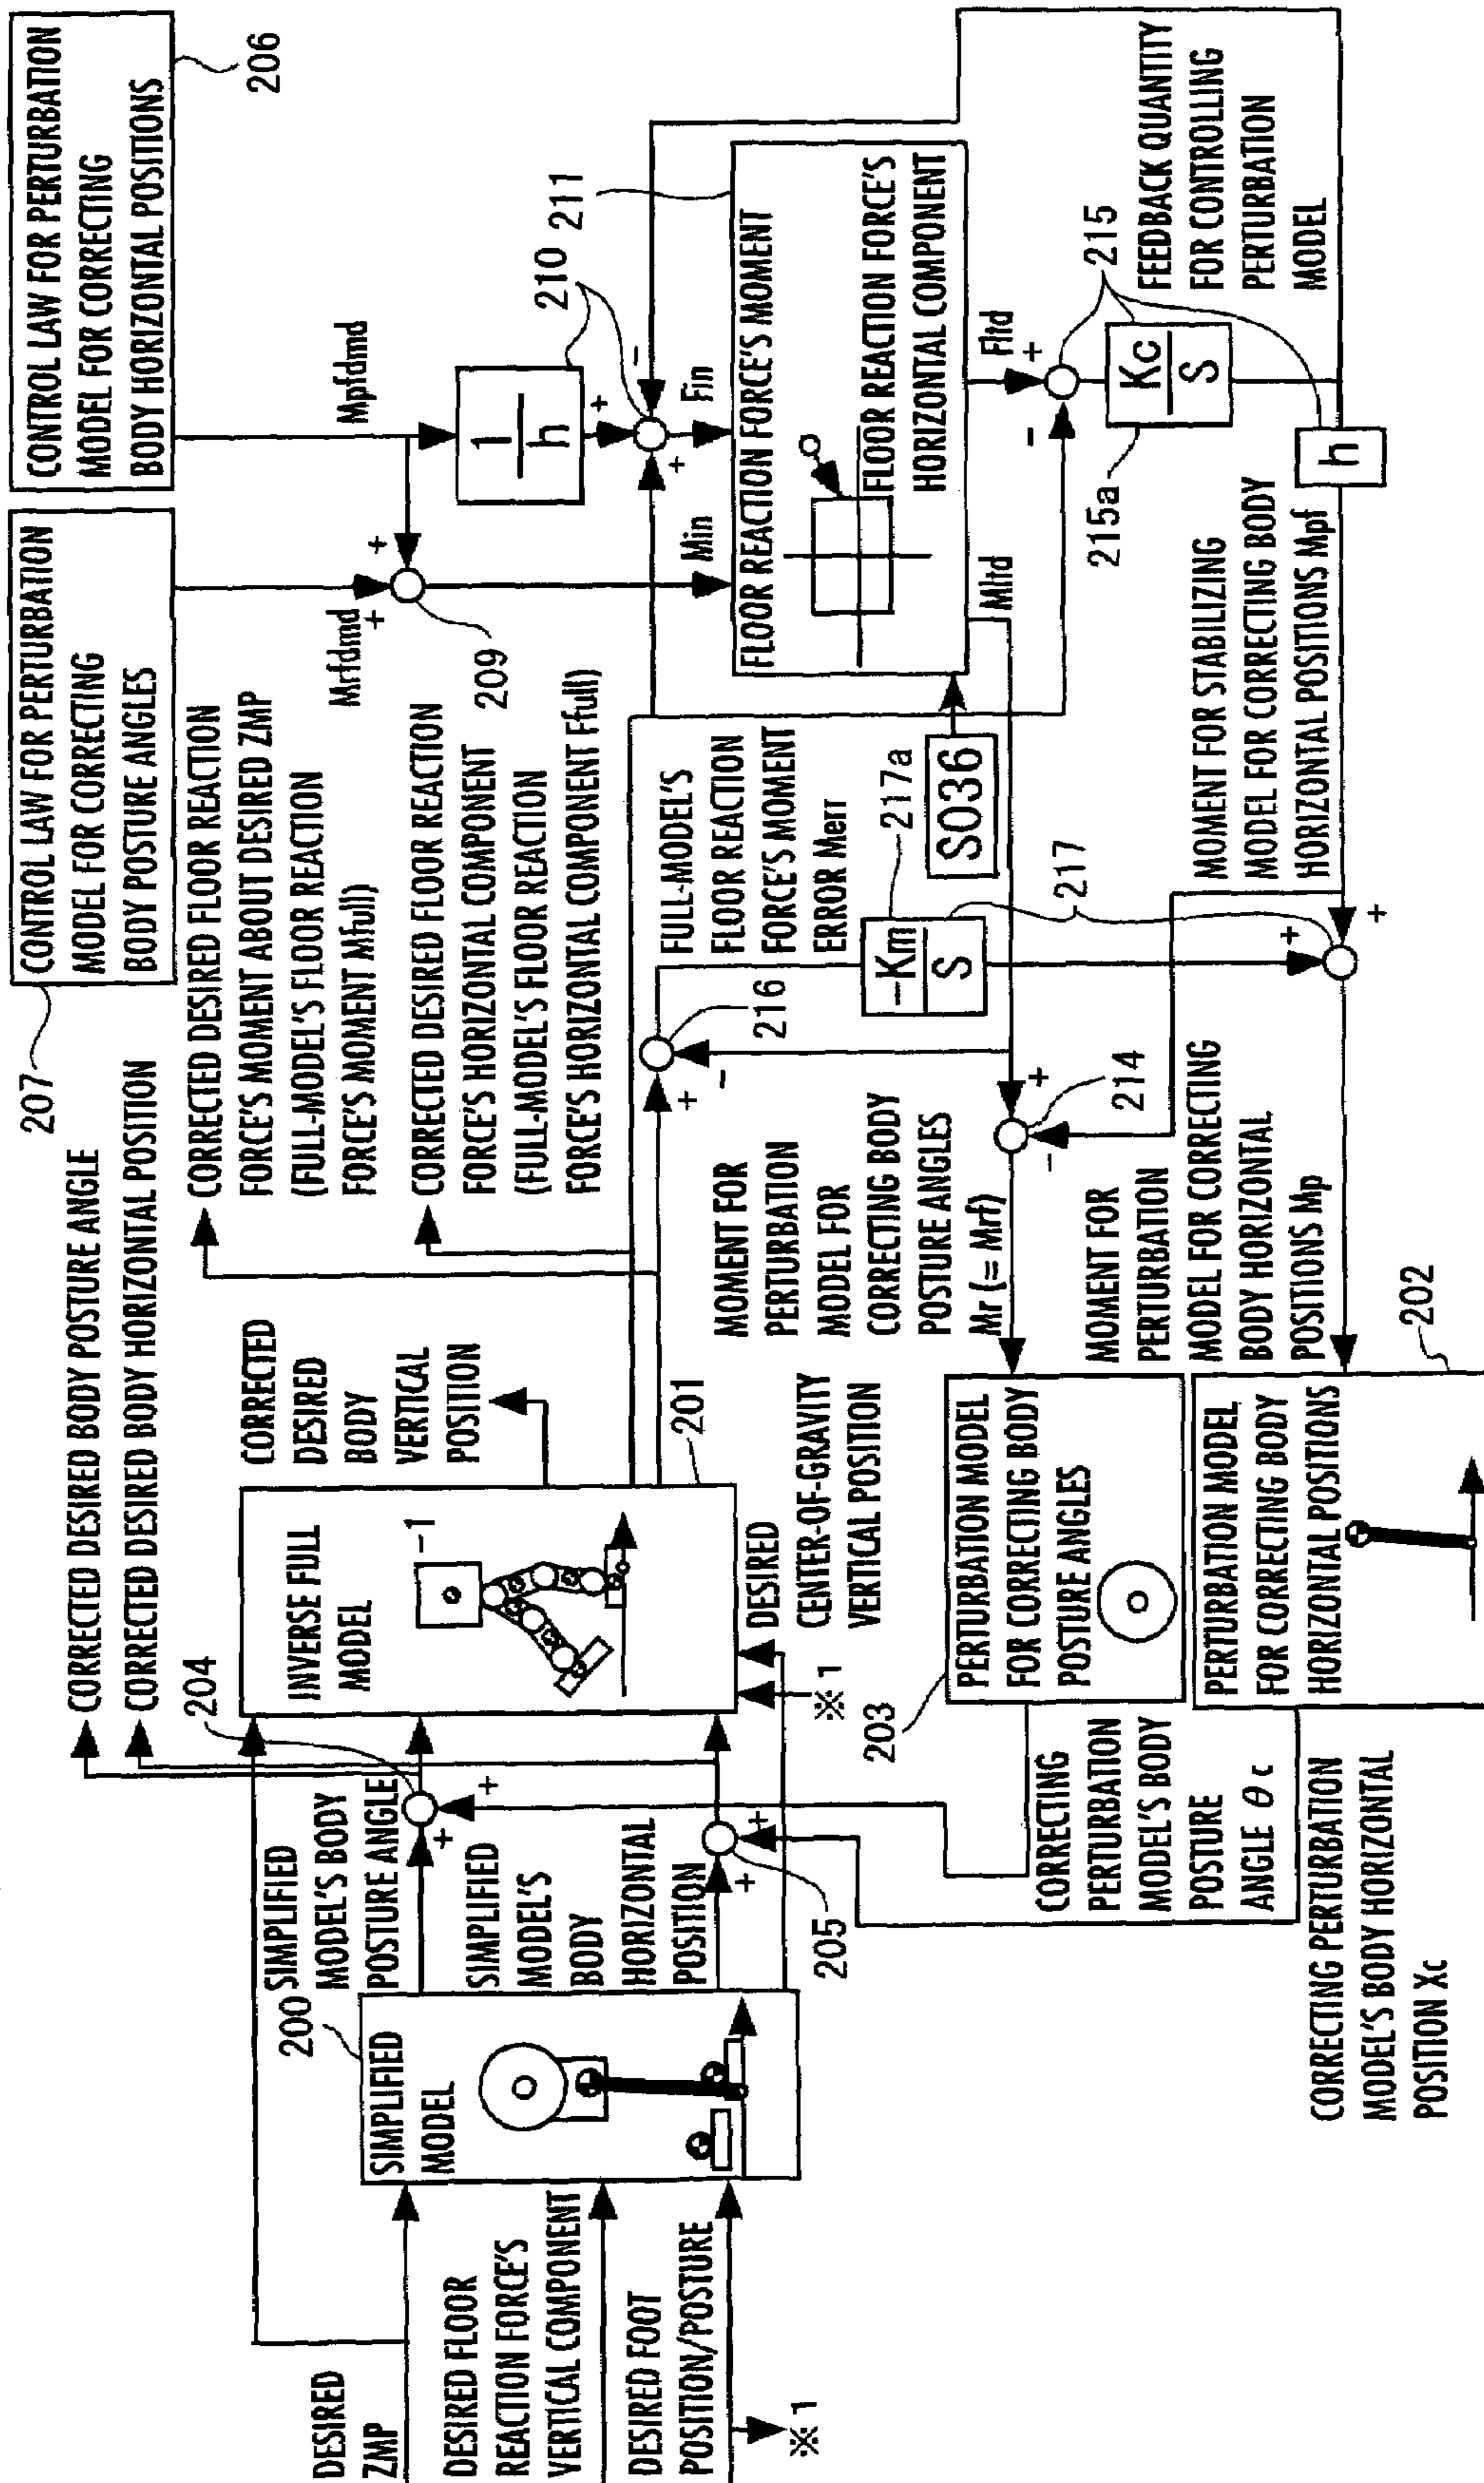 DESIRED
ZMP
DESIRED FLOOR
REACTION FORCE'S
VERTICAL COMPONENT
DESIRED FOOT
POSITION/POSTURE
※1
200
SIMPLIFIED
MODEL
SIMPLIFIED
MODEL'S BODY
POSTURE ANGLE
+
+
204
SIMPLIFIED
MODEL'S
BODY
HORIZONTAL
POSITION
+
+
205
CORRECTED DESIRED BODY POSTURE ANGLE
CORRECTED DESIRED BODY HORIZONTAL POSITION
INVERSE FULL
MODEL
-1
201
※1
DESIRED
CENTER-OF-GRAVITY
VERTICAL POSITION
CORRECTED
DESIRED
BODY
VERTICAL
POSITION
207
CONTROL LAW FOR PERTURBATION
MODEL FOR CORRECTING
BODY POSTURE ANGLES
CONTROL LAW FOR PERTURBATION
MODEL FOR CORRECTING
BODY HORIZONTAL POSITIONS
206
CORRECTED DESIRED FLOOR REACTION
FORCE'S MOMENT ABOUT DESIRED ZMP
(FULL-MODEL'S FLOOR REACTION
FORCE'S MOMENT Mfull)
CORRECTED DESIRED FLOOR REACTION
FORCE'S HORIZONTAL COMPONENT
(FULL-MODEL'S FLOOR REACTION
FORCE'S HORIZONTAL COMPONENT Ffull)
Mrfdmd
+
+
209
Mpfdmd
1
h
210
+
+
-
Min
Fin
211
FLOOR REACTION FORCE'S MOMENT
FLOOR REACTION FORCE'S
HORIZONTAL COMPONENT
S036
Mltd
Fltd
+
-
215
Kc
S
215a
h
FEEDBACK QUANTITY
FOR CONTROLLING
PERTURBATION
MODEL
+
-
216
FULL-MODEL'S
FLOOR REACTION
FORCE'S MOMENT
ERROR Merr
217a
-Km
S
217
+
+
MOMENT FOR STABILIZING
MODEL FOR CORRECTING BODY
HORIZONTAL POSITIONS Mpf
+
-
214
MOMENT FOR
PERTURBATION
MODEL FOR
CORRECTING BODY
POSTURE ANGLES
Mr (= Mrf)
MOMENT FOR
PERTURBATION
MODEL FOR CORRECTING
BODY HORIZONTAL
POSITIONS Mp
203
PERTURBATION MODEL
FOR CORRECTING BODY
POSTURE ANGLES
202
PERTURBATION MODEL
FOR CORRECTING BODY
HORIZONTAL POSITIONS
CORRECTING
PERTURBATION
MODEL'S BODY
POSTURE
ANGLE θc
CORRECTING PERTURBATION
MODEL'S BODY HORIZONTAL
POSITION Xc